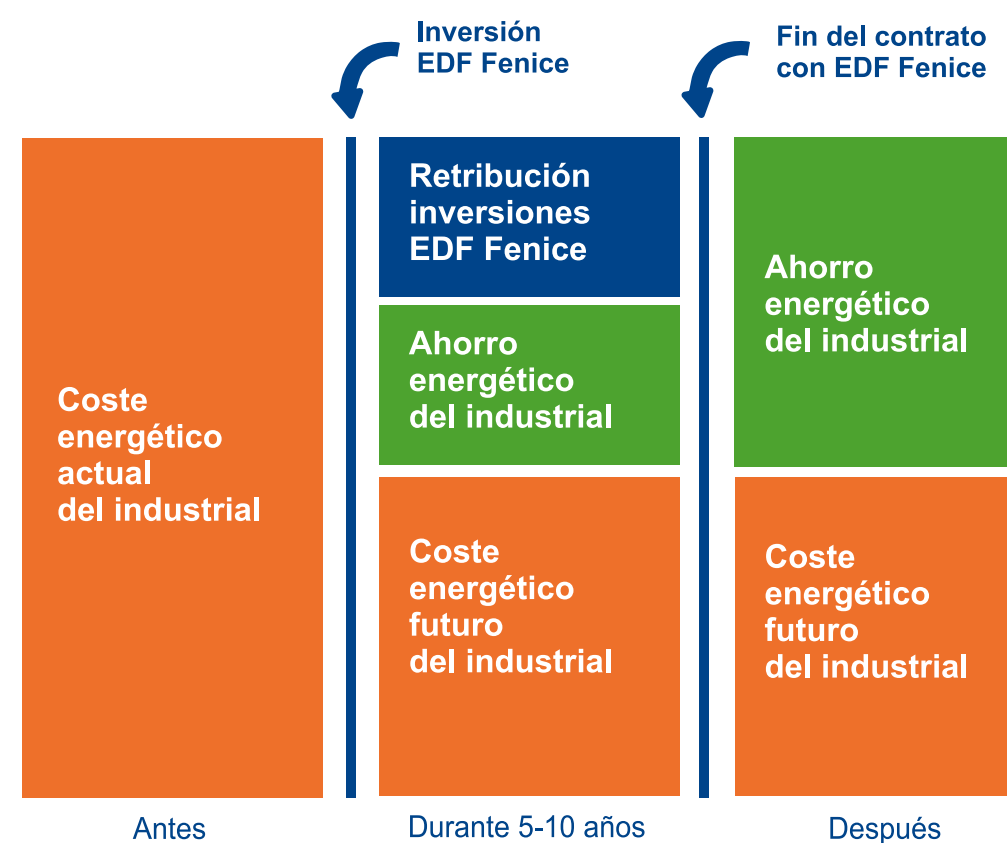 Inversión
EDF Fenice
Fin del contrato
con EDF Fenice
Coste
energético
actual
del industrial
Retribución
inversiones
EDF Fenice
Ahorro
energético
del industrial
Coste
energético
futuro
del industrial
Ahorro
energético
del industrial
Coste
energético
futuro
del industrial
Antes
Durante 5-10 años
Después